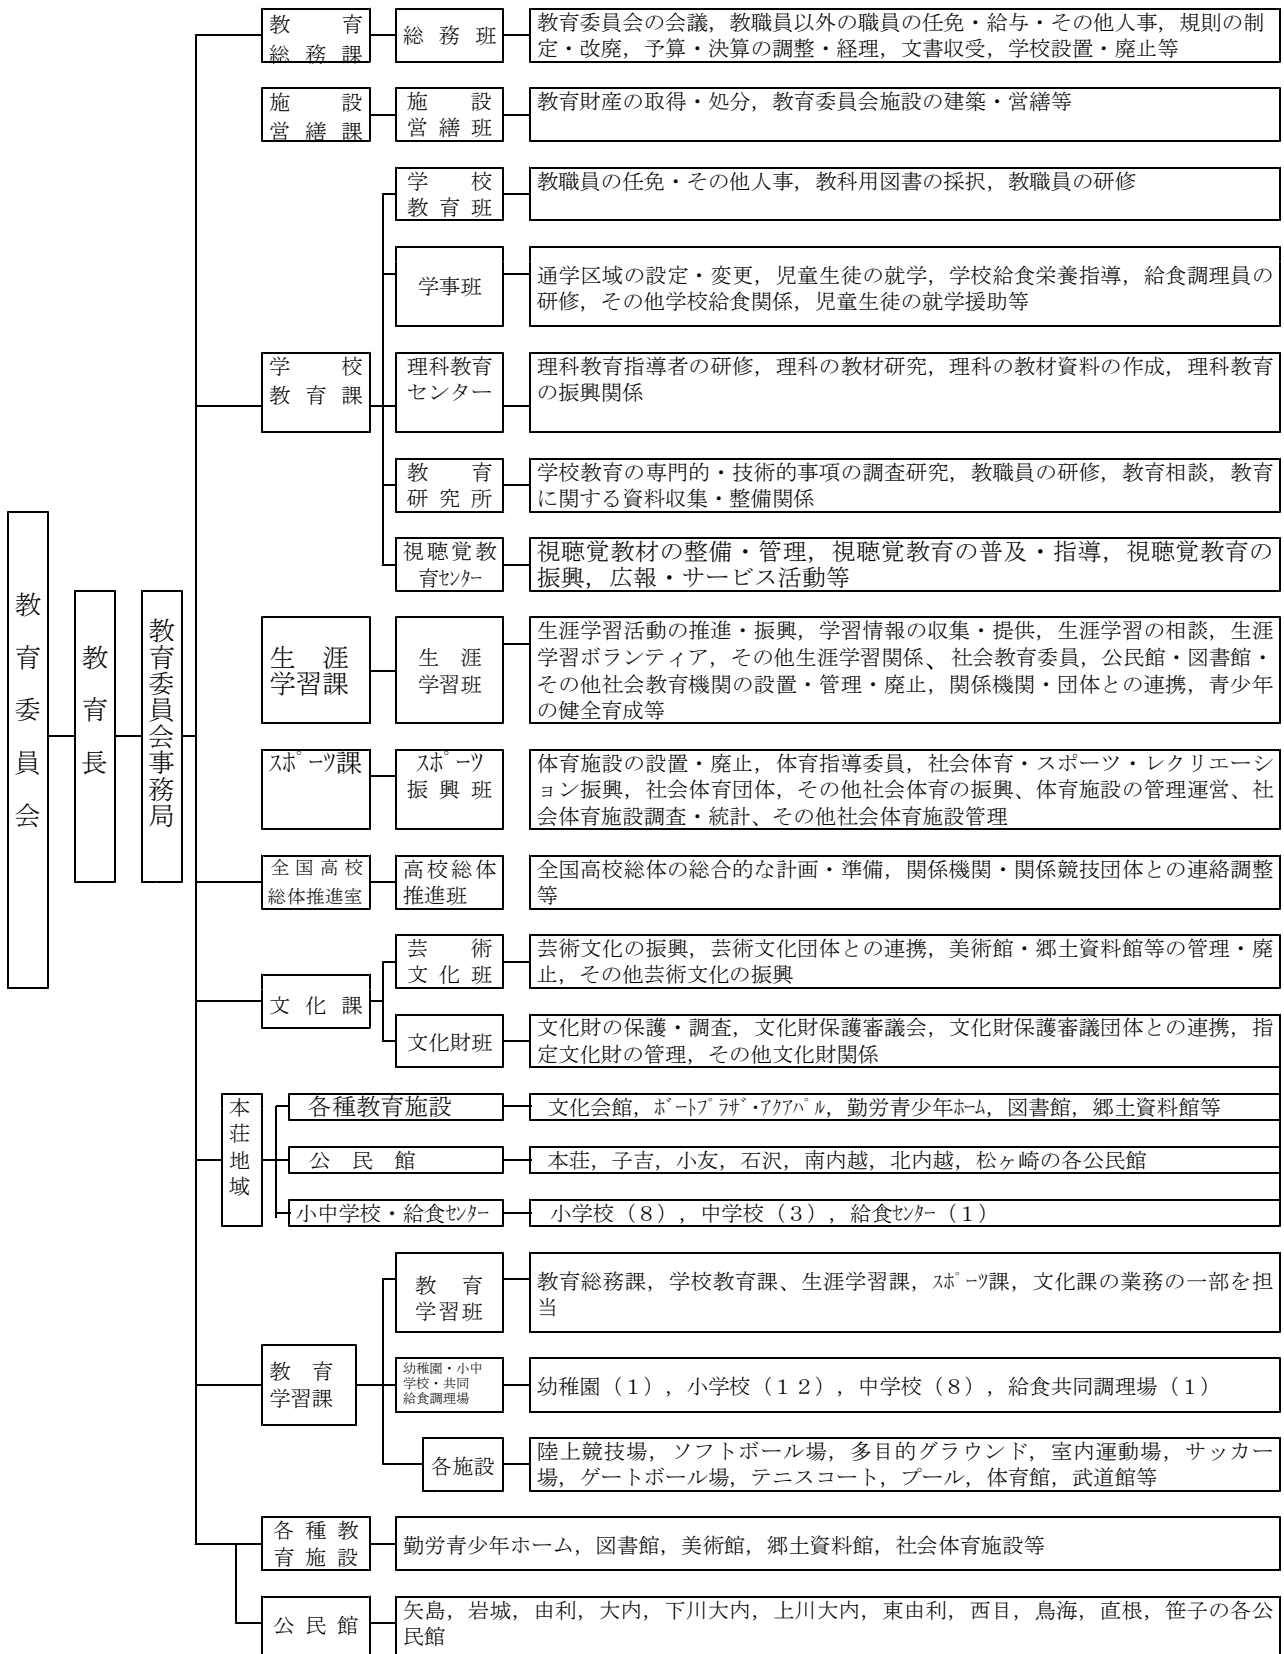 教育委員会
教育長
教育委員会事務局
教育
総務課
総務班
教育委員会の会議，教職員以外の職員の任免・給与・その他人事，規則の制
定・改廃，予算・決算の調整・経理，文書収受，学校設置・廃止等
施設
営繕課
施設
営繕班
教育財産の取得・処分，教育委員会施設の建築・営繕等
学校
教育課
学校
教育班
教職員の任免・その他人事，教科用図書の採択，教職員の研修
学事班
通学区域の設定・変更，児童生徒の就学，学校給食栄養指導，給食調理員の
研修，その他学校給食関係，児童生徒の就学援助等
理科教育
センター
理科教育指導者の研修，理科の教材研究，理科の教材資料の作成，理科教育
の振興関係
教育
研究所
学校教育の専門的・技術的事項の調査研究，教職員の研修，教育相談，教育
に関する資料収集・整備関係
視聴覚教
育ｾﾝﾀｰ
視聴覚教材の整備・管理，視聴覚教育の普及・指導，視聴覚教育の
振興，広報・サービス活動等
生涯
学習課
生涯
学習班
生涯学習活動の推進・振興，学習情報の収集・提供，生涯学習の相談，生涯
学習ボランティア，その他生涯学習関係、社会教育委員，公民館・図書館・
その他社会教育機関の設置・管理・廃止，関係機関・団体との連携，青少年
の健全育成等
ｽﾎﾟｰﾂ課
ｽﾎﾟｰﾂ
振興班
体育施設の設置・廃止，体育指導委員，社会体育・スポーツ・レクリエーシ
ョン振興，社会体育団体，その他社会体育の振興、体育施設の管理運営、社
会体育施設調査・統計、その他社会体育施設管理
全国高校
総体推進室
高校総体
推進班
全国高校総体の総合的な計画・準備，関係機関・関係競技団体との連絡調整
等
文化課
芸術
文化班
芸術文化の振興，芸術文化団体との連携，美術館・郷土資料館等の管理・廃
止，その他芸術文化の振興
文化財班
文化財の保護・調査，文化財保護審議会，文化財保護審議団体との連携，指
定文化財の管理，その他文化財関係
本荘地域
各種教育施設
文化会館，ﾎﾞｰﾄﾌﾟﾗｻﾞ･ｱｸｱﾊﾟﾙ，勤労青少年ﾎｰﾑ，図書館，郷土資料館等
公民館
本荘，子吉，小友，石沢，南内越，北内越，松ヶ崎の各公民館
小中学校・給食ｾﾝﾀｰ
小学校（８），中学校（３），給食ｾﾝﾀｰ（１）
教育
学習課
教育
学習班
教育総務課，学校教育課、生涯学習課，ｽﾎﾟｰﾂ課，文化課の業務の一部を担
当
幼稚園・小中
学校・共同
給食調理場
幼稚園（１），小学校（１２），中学校（８），給食共同調理場（１）
各施設
陸上競技場，ソフトボール場，多目的グラウンド，室内運動場，サッカー
場，ゲートボール場，テニスコート，プール，体育館，武道館等
各種教
育施設
勤労青少年ホーム，図書館，美術館，郷土資料館，社会体育施設等
公民館
矢島，岩城，由利，大内，下川大内，上川大内，東由利，西目，鳥海，直根，笹子の各公
民館